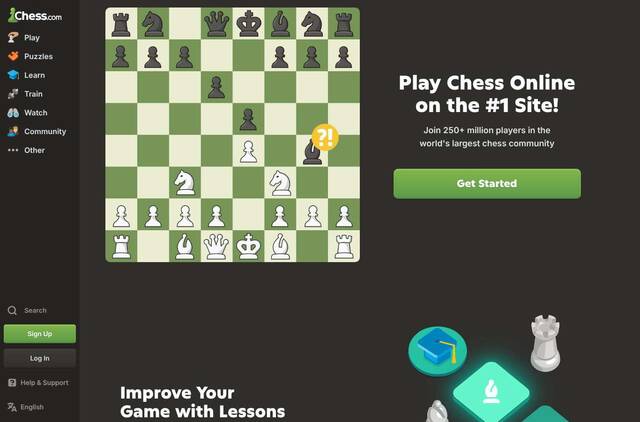 Chess.com
Play
Puzzles
Learn
Train
Watch
Community
Other
Search
Sign Up
Log In
Help & Support
English
?!
Play Chess Online
on the #1 Site!
Join 250+ million players in the
world's largest chess community
Get Started
Improve Your
Game with Lessons